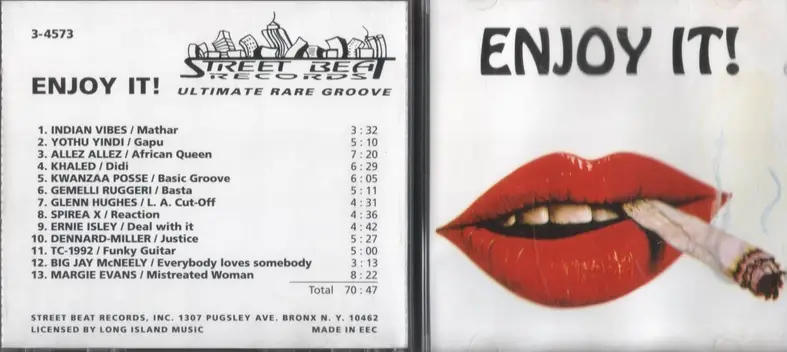 3-4573
STREET BEAT
RECORDS
ENJOY IT!
ULTIMATE RARE GROOVE
1. INDIAN VIBES / Mathar 3 : 32
2. YOTHU YINDI / Gapu 5 : 10
3. ALLEZ ALLEZ / African Queen 7 : 20
4. KHALED / Didi 6 : 29
5. KWANZAA POSSE / Basic Groove 6 : 05
6. GEMELLI RUGGERI / Basta 5 : 11
7. GLENN HUGHES / L. A. Cut-Off 4 : 31
8. SPIREA X / Reaction 4 : 36
9. ERNIE ISLEY / Deal with it 4 : 42
10. DENNARD-MILLER / Justice 5 : 27
11. TC-1992 / Funky Guitar 5 : 00
12. BIG JAY McNEELY / Everybody loves somebody 3 : 13
13. MARGIE EVANS / Mistreated Woman 8 : 22
Total 70 : 47
STREET BEAT RECORDS, INC. 1307 PUGSLEY AVE. BRONX N. Y. 10462
LICENSED BY LONG ISLAND MUSIC MADE IN EEC
ENJOY IT!